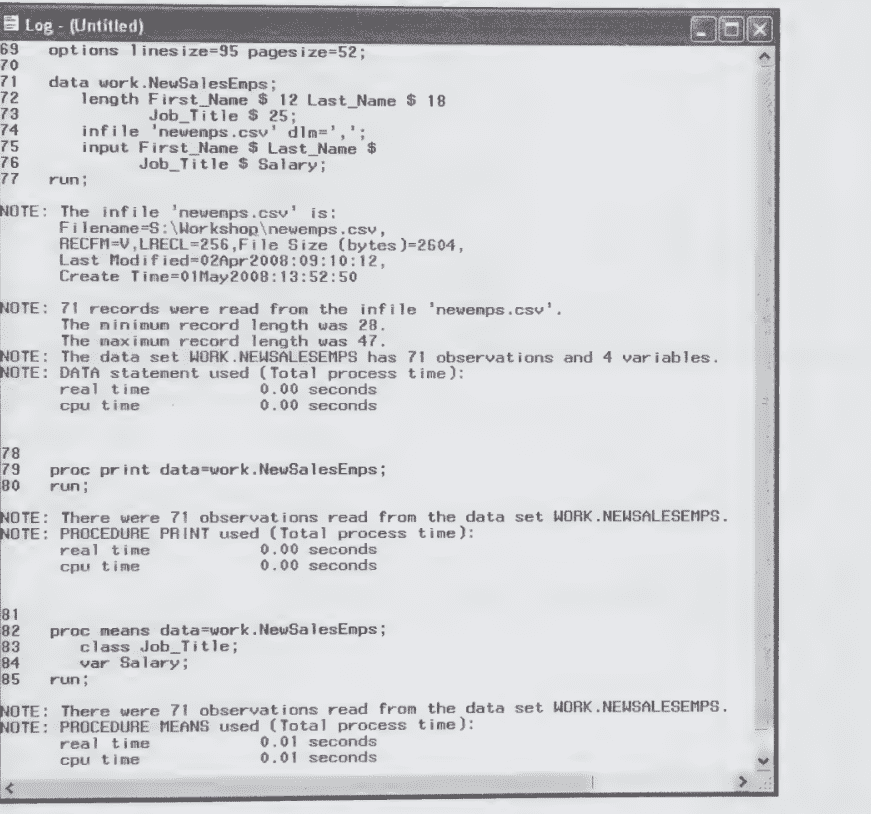 Log - (Untitled)
69   options linesize=95 pagesize=52;
70
71   data work.NewSalesEmps;
72      length First_Name $ 12 Last_Name $ 18
73             Job_Title $ 25;
74      infile 'newemps.csv' dlm=',';
75      input First_Name $ Last_Name $
76            Job_Title $ Salary;
77   run;
NOTE: The infile 'newemps.csv' is:
      Filename=S:\Workshop\newemps.csv,
      RECFM=V,LRECL=256,File Size (bytes)=2604,
      Last Modified=02Apr2008:09:10:12,
      Create Time=01May2008:13:52:50
NOTE: 71 records were read from the infile 'newemps.csv'.
      The minimum record length was 28.
      The maximum record length was 47.
NOTE: The data set WORK.NEWSALESEMPS has 71 observations and 4 variables.
NOTE: DATA statement used (Total process time):
      real time           0.00 seconds
      cpu time            0.00 seconds
78
79   proc print data=work.NewSalesEmps;
80   run;
NOTE: There were 71 observations read from the data set WORK.NEWSALESEMPS.
NOTE: PROCEDURE PRINT used (Total process time):
      real time           0.00 seconds
      cpu time            0.00 seconds
81
82   proc means data=work.NewSalesEmps;
83      class Job_Title;
84      var Salary;
85   run;
NOTE: There were 71 observations read from the data set WORK.NEWSALESEMPS.
NOTE: PROCEDURE MEANS used (Total process time):
      real time           0.01 seconds
      cpu time            0.01 seconds